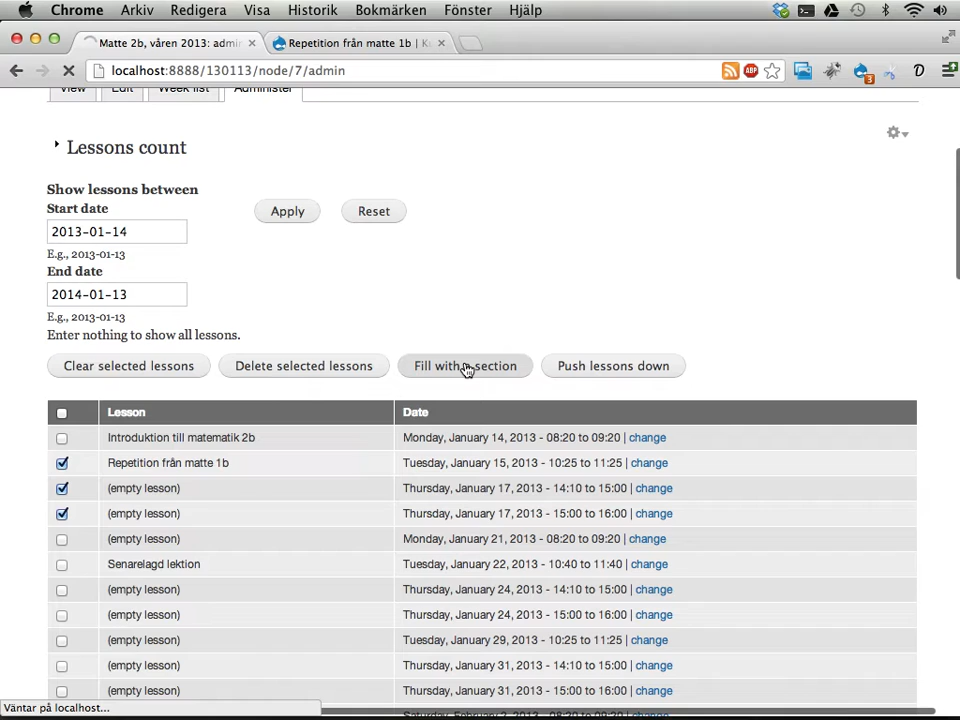 Chrome Arkiv Redigera Visa Historik Bokmärken Fönster Hjälp
Matte 2b, våren 2013: admi × Repetition från matte 1b | K ×
localhost:8888/130113/node/7/admin ABP 3 D
View Edit Week list Administer
Lessons count
Show lessons between
Start date
2013-01-14 Apply Reset
E.g., 2013-01-13
End date
2014-01-13
E.g., 2013-01-13
Enter nothing to show all lessons.
Clear selected lessons Delete selected lessons Fill with section Push lessons down
Lesson Date
Introduktion till matematik 2b Monday, January 14, 2013 - 08:20 to 09:20 | change
Repetition från matte 1b Tuesday, January 15, 2013 - 10:25 to 11:25 | change
(empty lesson) Thursday, January 17, 2013 - 14:10 to 15:00 | change
(empty lesson) Thursday, January 17, 2013 - 15:00 to 16:00 | change
(empty lesson) Monday, January 21, 2013 - 08:20 to 09:20 | change
Senarelagd lektion Tuesday, January 22, 2013 - 10:40 to 11:40 | change
(empty lesson) Thursday, January 24, 2013 - 14:10 to 15:00 | change
(empty lesson) Thursday, January 24, 2013 - 15:00 to 16:00 | change
(empty lesson) Tuesday, January 29, 2013 - 10:25 to 11:25 | change
(empty lesson) Thursday, January 31, 2013 - 14:10 to 15:00 | change
(empty lesson) Thursday, January 31, 2013 - 15:00 to 16:00 | change
Väntar på localhost...